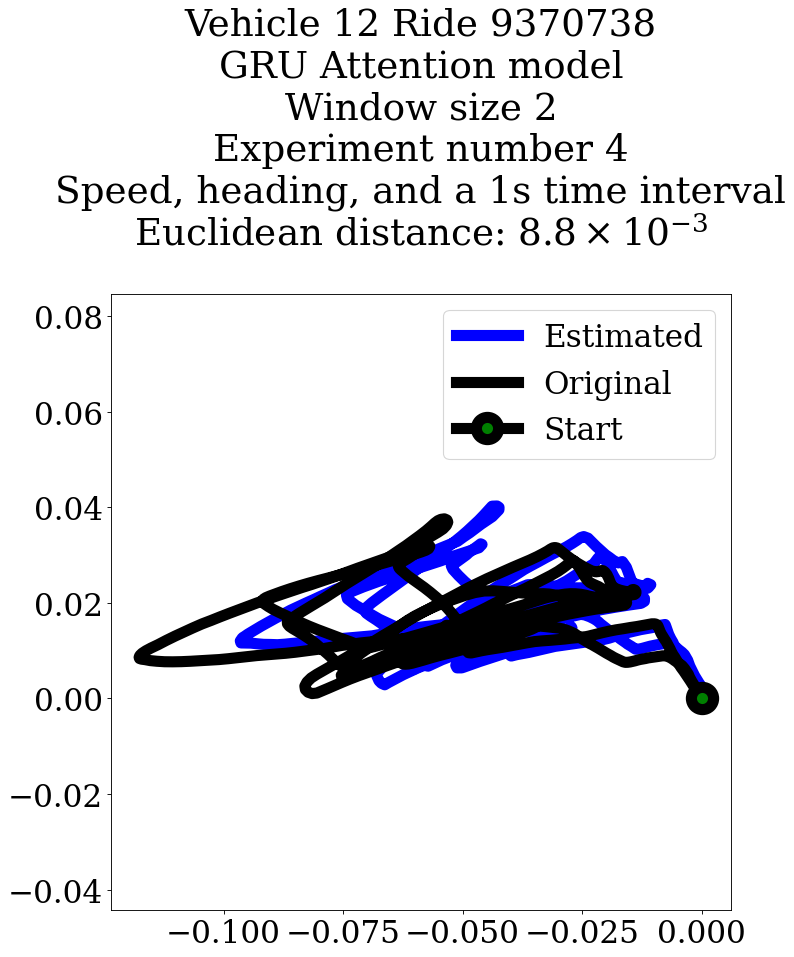 Vehicle 12 Ride 9370738
GRU Attention model
Window size 2
Experiment number 4
Speed, heading, and a 1s time interval
Euclidean distance: 8.8 × 10⁻³
Estimated
Original
Start
0.08
0.06
0.04
0.02
0.00
−0.02
−0.04
−0.100 −0.075 −0.050 −0.025 0.000